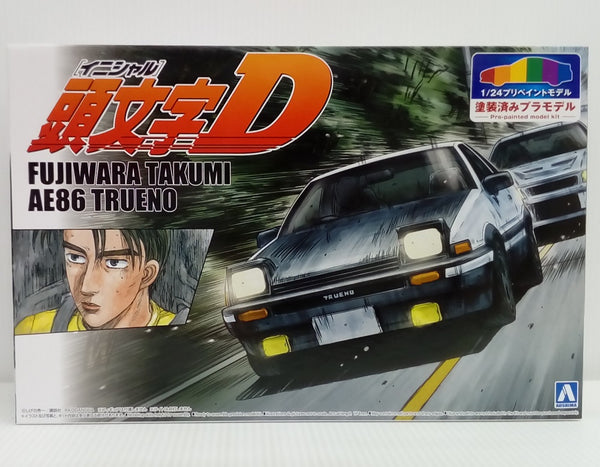 [イニシャル]
頭文字D
FUJIWARA TAKUMI
AE86 TRUENO
1/24プリペイントモデル
塗装済みプラモデル
Pre-painted model kit
TRUENO
AOSHIMA